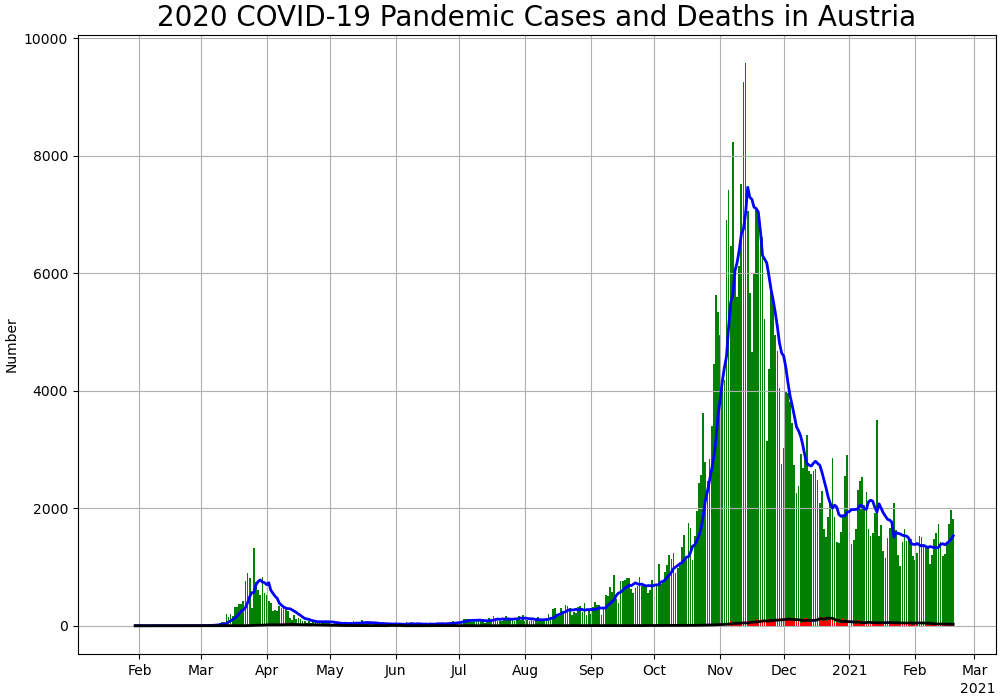 2020 COVID-19 Pandemic Cases and Deaths in Austria
10000
8000
6000
4000
2000
0
Number
Feb Mar Apr May Jun Jul Aug Sep Oct Nov Dec 2021 Feb Mar
2021